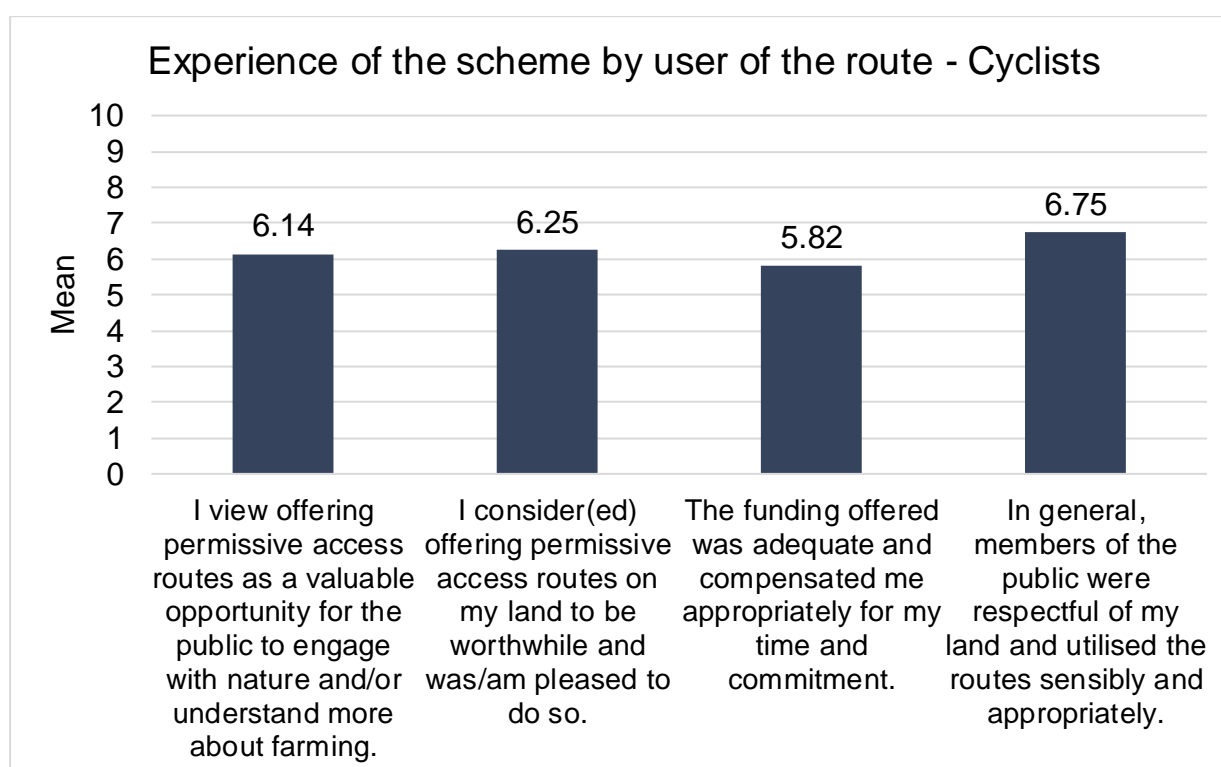 Experience of the scheme by user of the route - Cyclists
10
9
8
7
6
5
4
3
2
1
0
Mean
6.14
6.25
5.82
6.75
I view offering
permissive access
routes as a valuable
opportunity for the
public to engage
with nature and/or
understand more
about farming.
I consider(ed)
offering permissive
access routes on
my land to be
worthwhile and
was/am pleased to
do so.
The funding offered
was adequate and
compensated me
appropriately for my
time and
commitment.
In general,
members of the
public were
respectful of my
land and utilised the
routes sensibly and
appropriately.